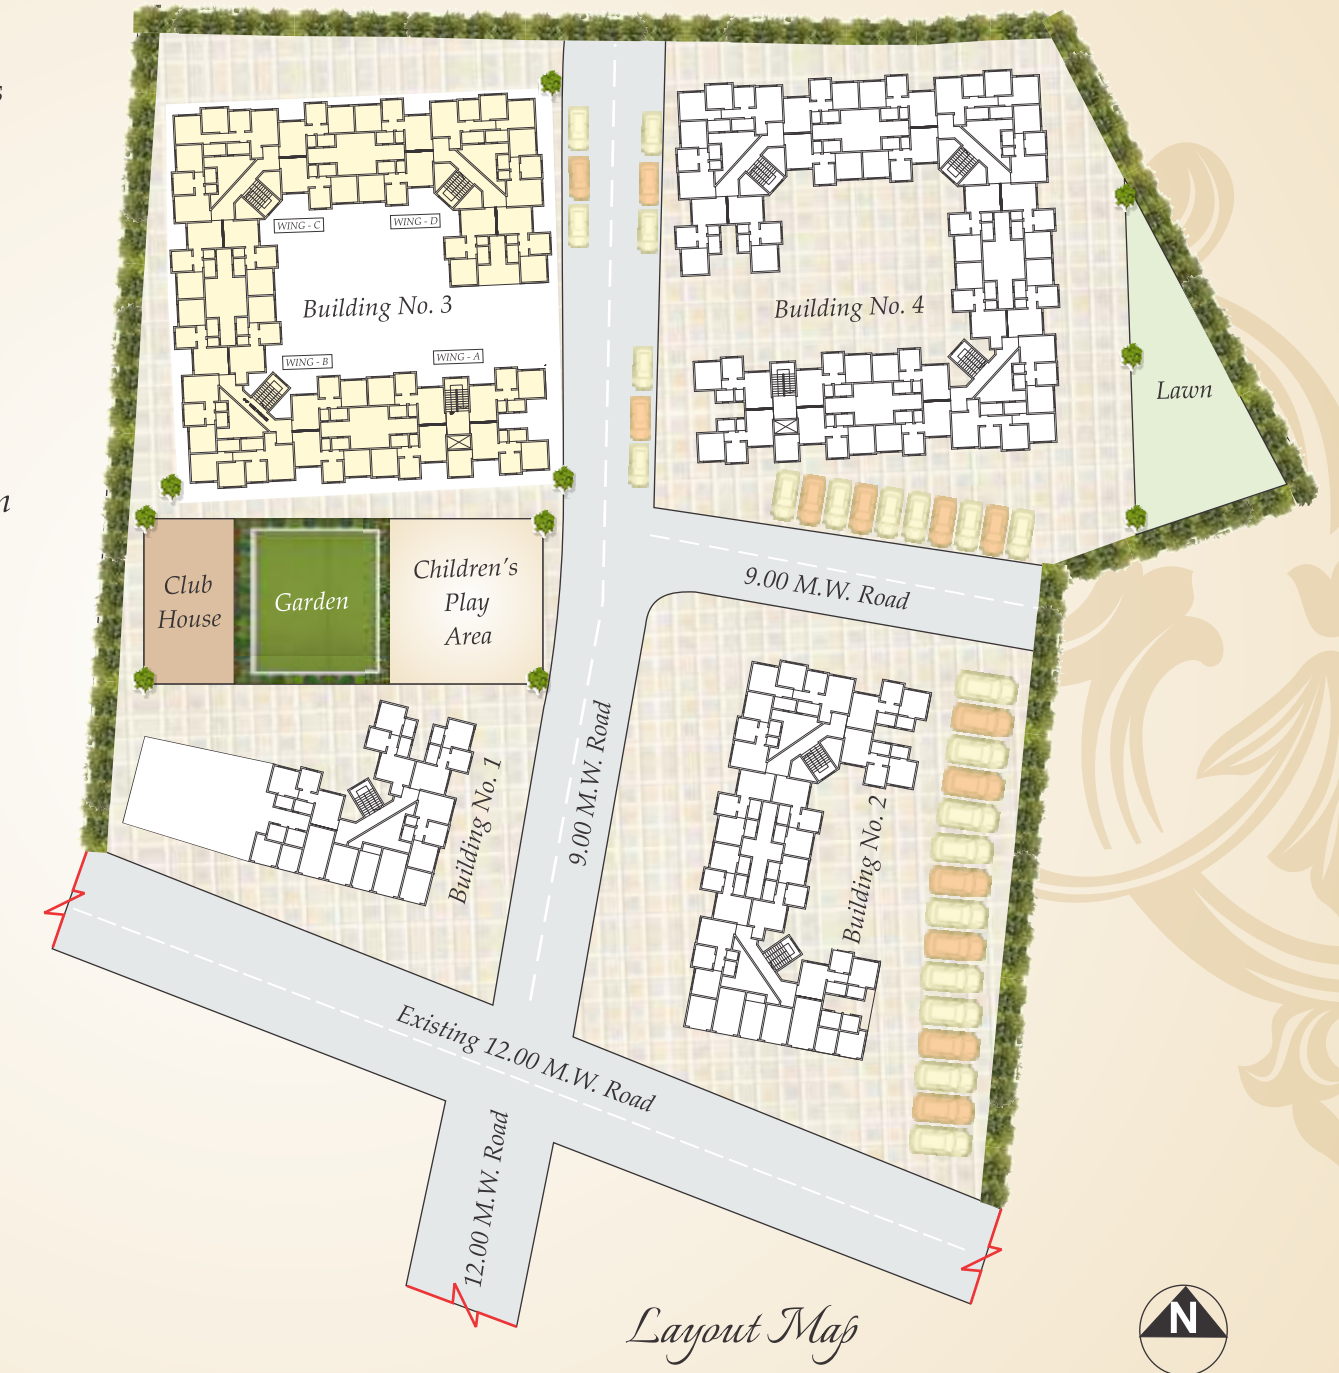 WING - C
WING - D
Building No. 3
Building No. 4
WING - B
WING - A
Lawn
Club
House
Garden
Children's
Play
Area
9.00 M.W. Road
9.00 M.W. Road
Building No. 1
Building No. 2
Existing 12.00 M.W. Road
12.00 M.W. Road
Layout Map
N